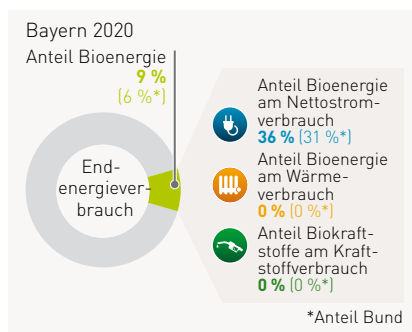 Bayern 2020
Anteil Bioenergie
9 %
(6 %*)
End-
energiever-
brauch
Anteil Bioenergie
am Nettostrom-
verbrauch
36 % (31 %*)
Anteil Bioenergie
am Wärme-
verbrauch
0 % (0 %*)
Anteil Biokraft-
stoffe am Kraft-
stoffverbrauch
0 % (0 %*)
*Anteil Bund